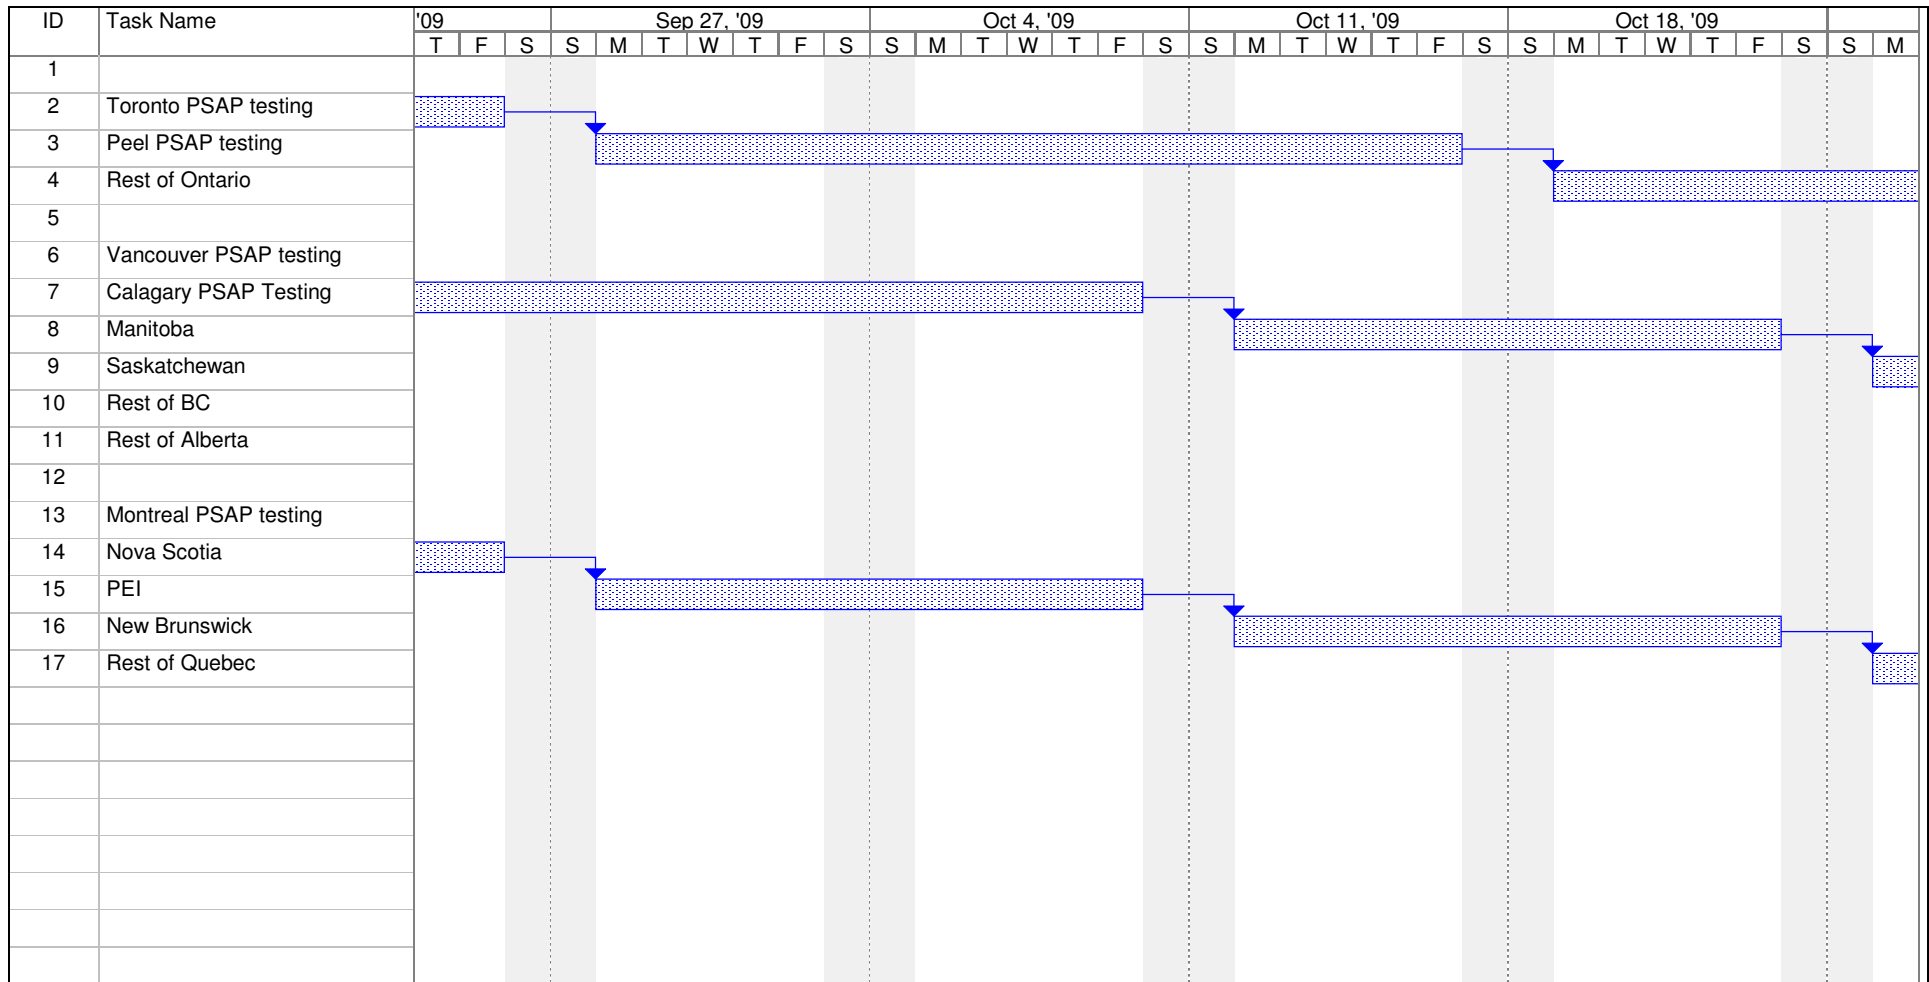 ID Task Name '09 Sep 27, '09 Oct 4, '09 Oct 11, '09 Oct 18, '09
T F S S M T W T F S S M T W T F S S M T W T F S S M T W T F S S M
1
2 Toronto PSAP testing
3 Peel PSAP testing
4 Rest of Ontario
5
6 Vancouver PSAP testing
7 Calagary PSAP Testing
8 Manitoba
9 Saskatchewan
10 Rest of BC
11 Rest of Alberta
12
13 Montreal PSAP testing
14 Nova Scotia
15 PEI
16 New Brunswick
17 Rest of Quebec